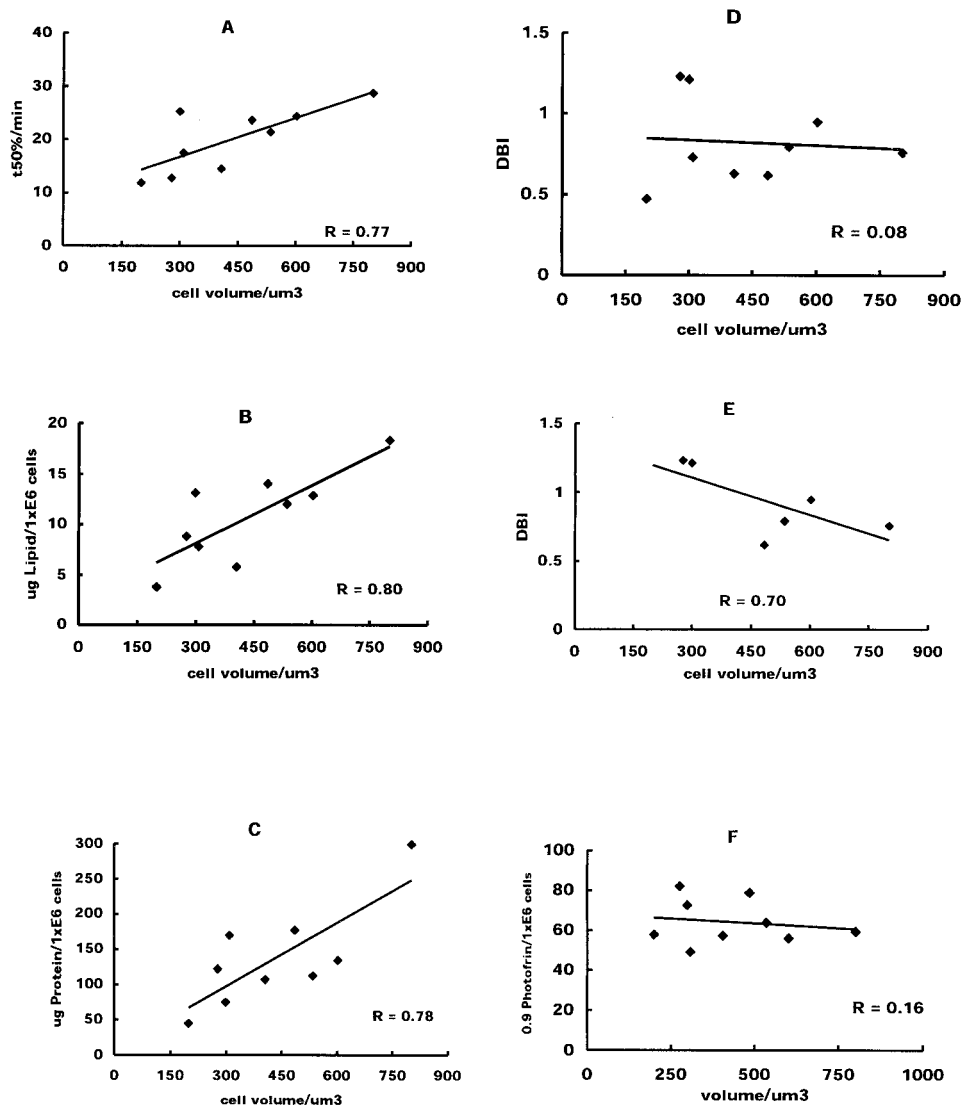 A
40
30
20
10
0
t50%/min
R = 0.77
0 150 300 450 600 750 900
cell volume/um3
D
1.5
1
0.5
0
DBI
R = 0.08
0 150 300 450 600 750 900
cell volume/um3
B
20
15
10
5
0
ug Lipid/1xE6 cells
R = 0.80
0 150 300 450 600 750 900
cell volume/um3
E
1.5
1
0.5
0
DBI
R = 0.70
0 150 300 450 600 750 900
cell volume/um3
C
300
250
200
150
100
50
0
ug Protein/1xE6 cells
R = 0.78
0 150 300 450 600 750 900
cell volume/um3
F
100
80
60
40
20
0
0.9 Photofrin/1xE6 cells
R = 0.16
0 250 500 750 1000
volume/um3